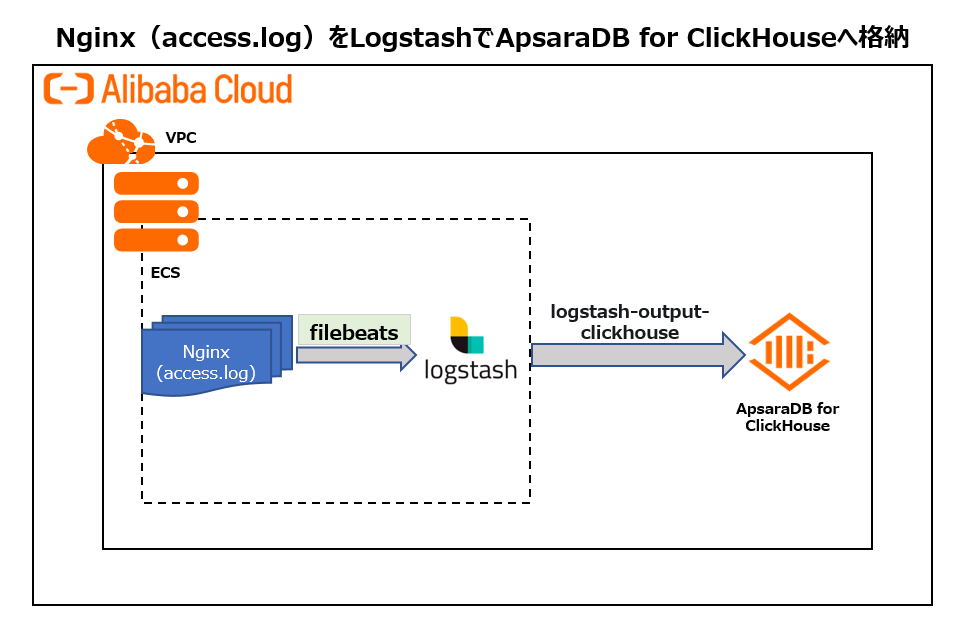 Nginx（access.log）をLogstashでApsaraDB for ClickHouseへ格納
Alibaba Cloud
VPC
ECS
Nginx
(access.log)
filebeats
logstash
logstash-output-
clickhouse
ApsaraDB for
ClickHouse